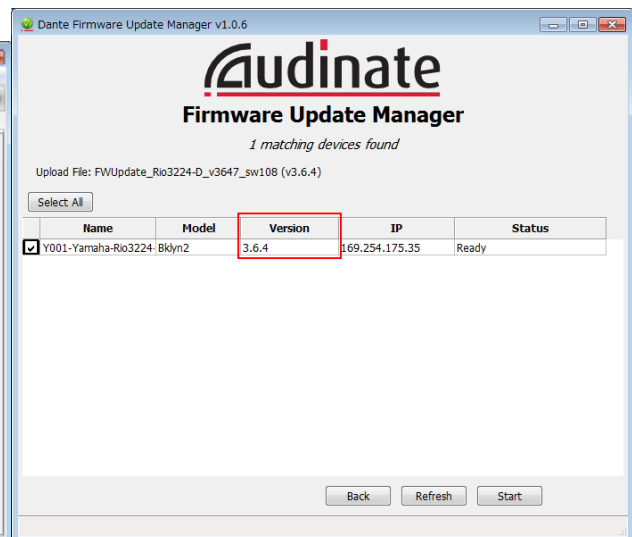 Dante Firmware Update Manager v1.0.6
Audinate
Firmware Update Manager
1 matching devices found
Upload File: FWUpdate_Rio3224-D_v3647_sw108 (v3.6.4)
Select All
Name Model Version IP Status
Y001-Yamaha-Rio3224- Bklyn2 3.6.4 169.254.175.35 Ready
Back Refresh Start